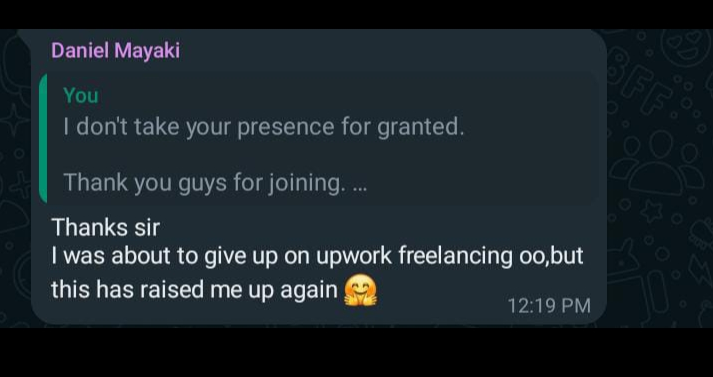 Daniel Mayaki
You
I don't take your presence for granted.
Thank you guys for joining. ...
Thanks sir
I was about to give up on upwork freelancing oo,but
this has raised me up again 🤗
12:19 PM